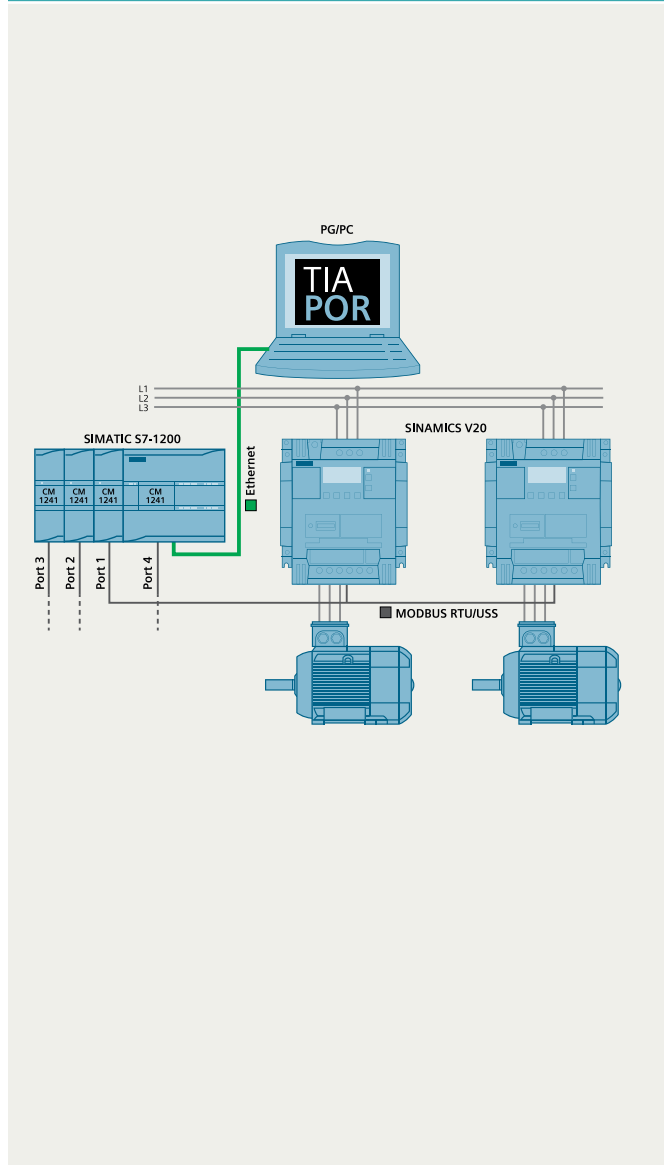 PG/PC
TIA
POR
L1
L2
L3
SINAMICS V20
SIMATIC S7-1200
Ethernet
CM
1241
CM
1241
CM
1241
CM
1241
Port 3
Port 2
Port 1
Port 4
MODBUS RTU/USS